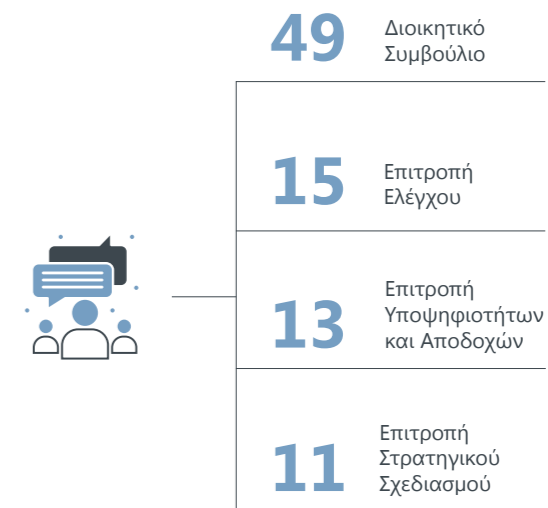 49
Διοικητικό
Συμβούλιο
15
Επιτροπή
Ελέγχου
13
Επιτροπή
Υποψηφιοτήτων
και Αποδοχών
11
Επιτροπή
Στρατηγικού
Σχεδιασμού